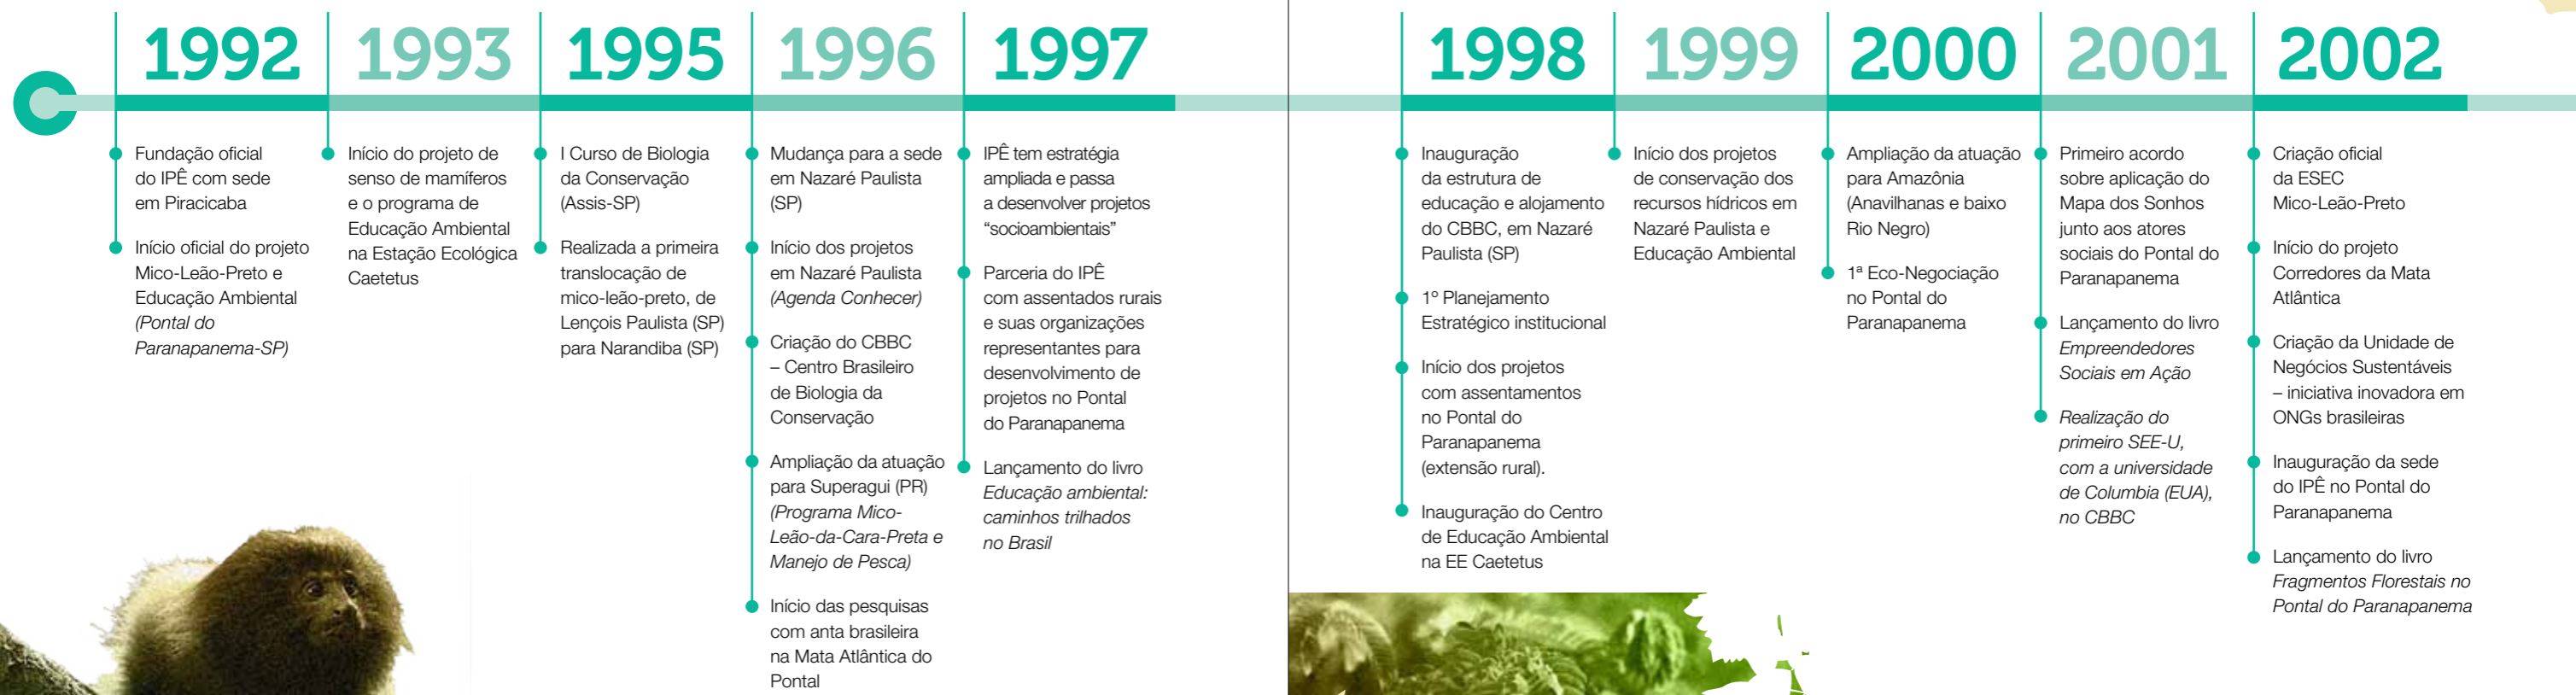 1992
Fundação oficial
do IPÊ com sede
em Piracicaba
Início oficial do projeto
Mico-Leão-Preto e
Educação Ambiental
(Pontal do
Paranapanema-SP)
1993
Início do projeto de
senso de mamíferos
e o programa de
Educação Ambiental
na Estação Ecológica
Caetetus
1995
I Curso de Biologia
da Conservação
(Assis-SP)
Realizada a primeira
translocação de
mico-leão-preto, de
Lençois Paulista (SP)
para Narandiba (SP)
1996
Mudança para a sede
em Nazaré Paulista
(SP)
Início dos projetos
em Nazaré Paulista
(Agenda Conhecer)
Criação do CBBC
– Centro Brasileiro
de Biologia da
Conservação
Ampliação da atuação
para Superagui (PR)
(Programa Mico-
Leão-da-Cara-Preta e
Manejo de Pesca)
Início das pesquisas
com anta brasileira
na Mata Atlântica do
Pontal
1997
IPÊ tem estratégia
ampliada e passa
a desenvolver projetos
“socioambientais”
Parceria do IPÊ
com assentados rurais
e suas organizações
representantes para
desenvolvimento de
projetos no Pontal
do Paranapanema
Lançamento do livro
Educação ambiental:
caminhos trilhados
no Brasil
1998
Inauguração
da estrutura de
educação e alojamento
do CBBC, em Nazaré
Paulista (SP)
1º Planejamento
Estratégico institucional
Início dos projetos
com assentamentos
no Pontal do
Paranapanema
(extensão rural).
Inauguração do Centro
de Educação Ambiental
na EE Caetetus
1999
Início dos projetos
de conservação dos
recursos hídricos em
Nazaré Paulista e
Educação Ambiental
2000
Ampliação da atuação
para Amazônia
(Anavilhanas e baixo
Rio Negro)
1ª Eco-Negociação
no Pontal do
Paranapanema
2001
Primeiro acordo
sobre aplicação do
Mapa dos Sonhos
junto aos atores
sociais do Pontal do
Paranapanema
Lançamento do livro
Empreendedores
Sociais em Ação
Realização do
primeiro SEE-U,
com a universidade
de Columbia (EUA),
no CBBC
2002
Criação oficial
da ESEC
Mico-Leão-Preto
Início do projeto
Corredores da Mata
Atlântica
Criação da Unidade de
Negócios Sustentáveis
– iniciativa inovadora em
ONGs brasileiras
Inauguração da sede
do IPÊ no Pontal do
Paranapanema
Lançamento do livro
Fragmentos Florestais no
Pontal do Paranapanema